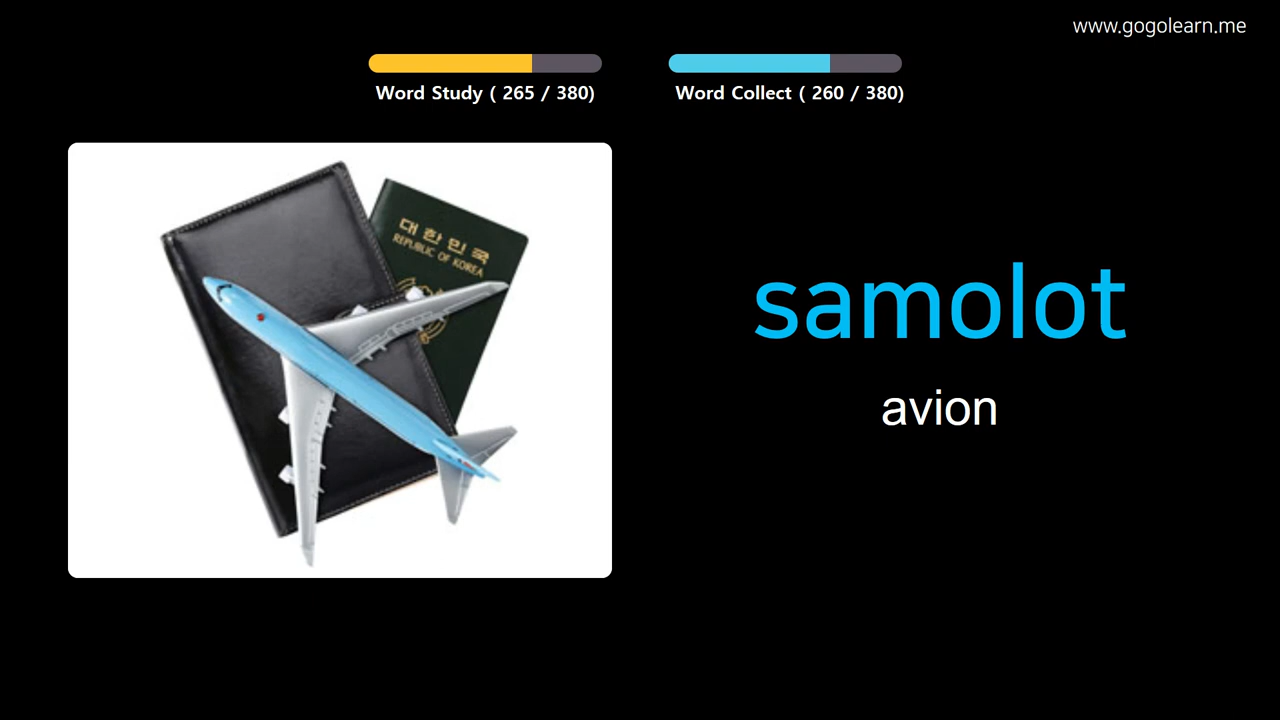 www.gogolearn.me
Word Study ( 265 / 380)
Word Collect ( 260 / 380)
대한민국
REPUBLIC OF KOREA
samolot
avion